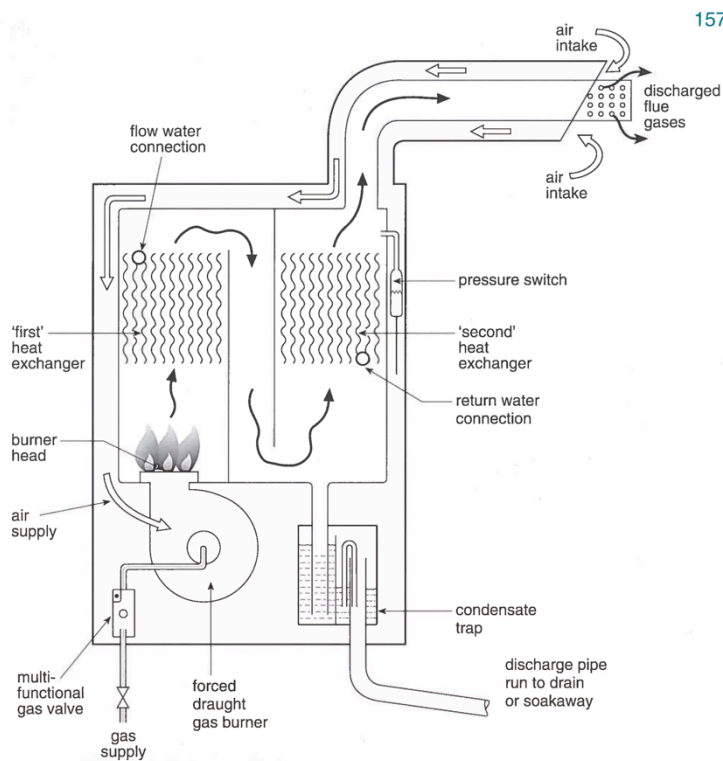 157
air
intake
discharged
flue
gases
air
intake
flow water
connection
pressure switch
'first'
heat
exchanger
'second'
heat
exchanger
return water
connection
burner
head
air
supply
condensate
trap
multi-
functional
gas valve
forced
draught
gas burner
discharge pipe
run to drain
or soakaway
gas
supply